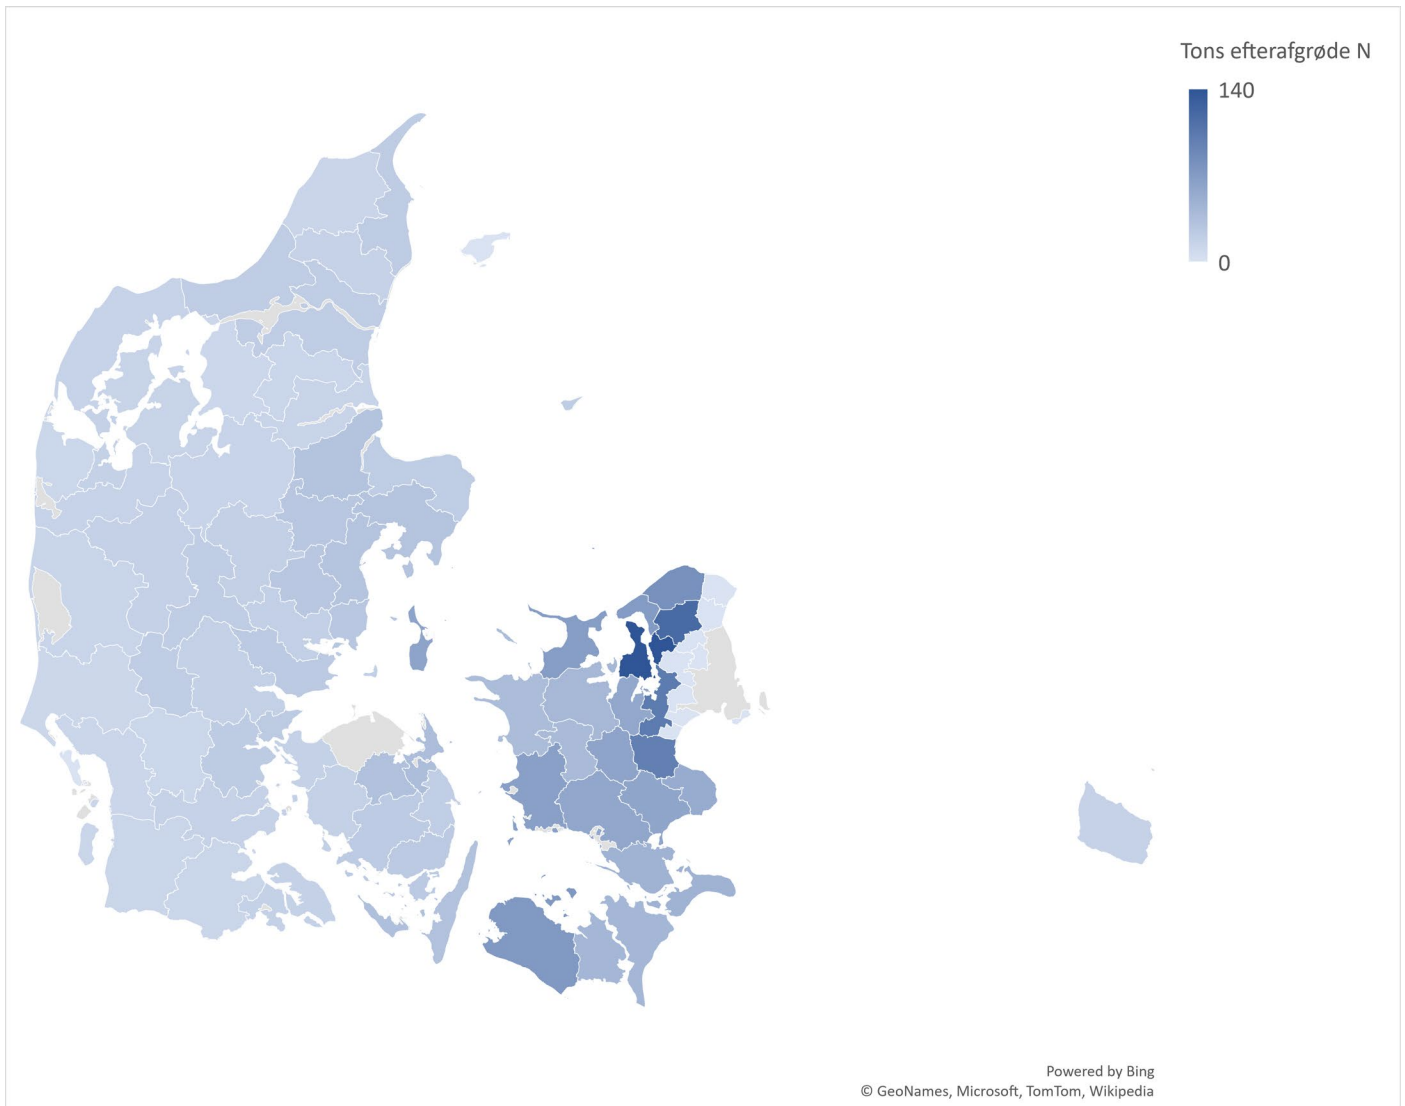 Tons efterafgrøde N
140
0
Powered by Bing
© GeoNames, Microsoft, TomTom, Wikipedia